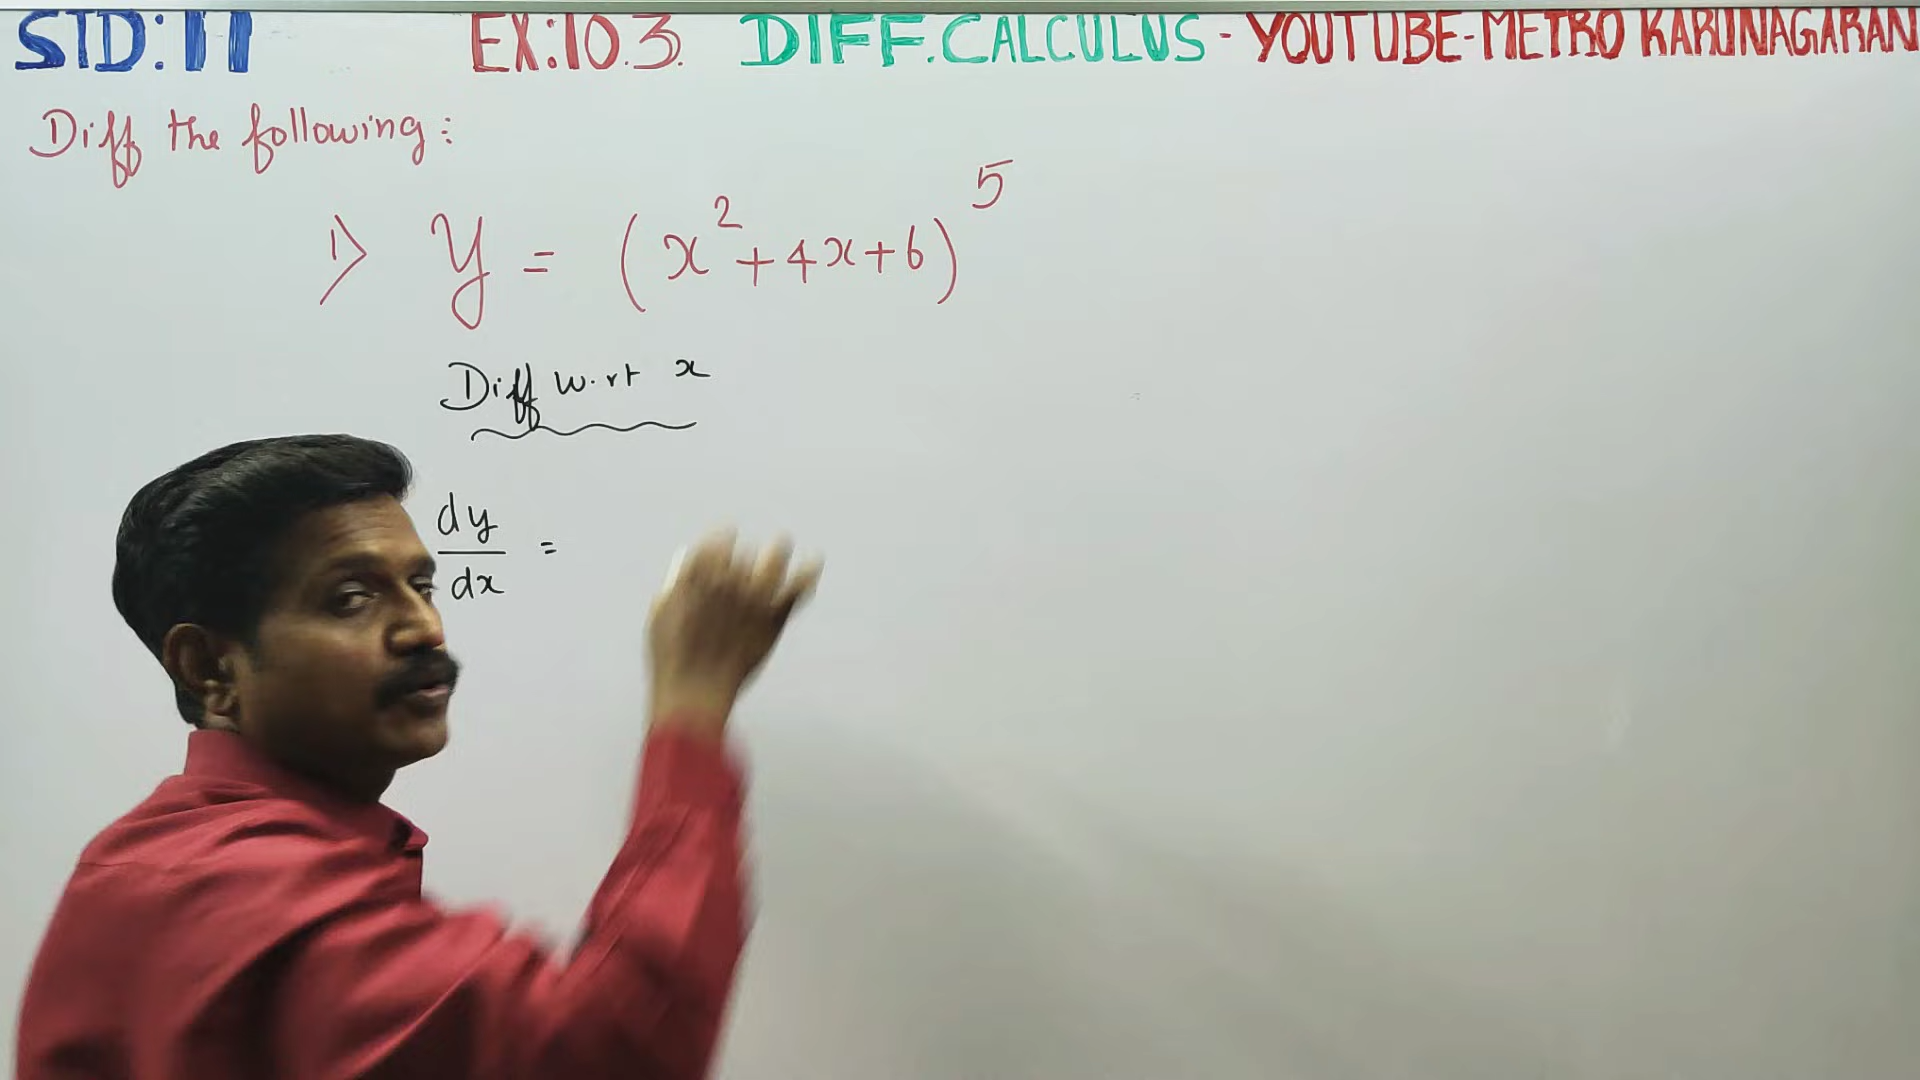 STD:11 EX:10.3. DIFF.CALCULUS - YOUTUBE-METRO KARUNAGARAN
Diff the following:
1) y = (x² + 4x + 6)⁵
Diff w.rt x
dy/dx =